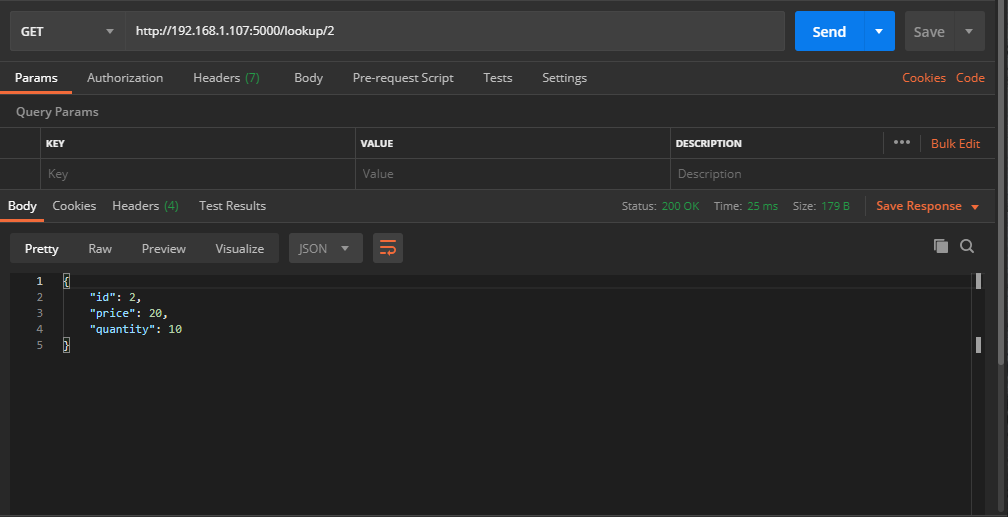 GET http://192.168.1.107:5000/lookup/2 Send Save
Params Authorization Headers (7) Body Pre-request Script Tests Settings Cookies Code
Query Params
KEY VALUE DESCRIPTION ••• Bulk Edit
Key Value Description
Body Cookies Headers (4) Test Results Status: 200 OK Time: 25 ms Size: 179 B Save Response
Pretty Raw Preview Visualize JSON
1 {
2 "id": 2,
3 "price": 20,
4 "quantity": 10
5 }